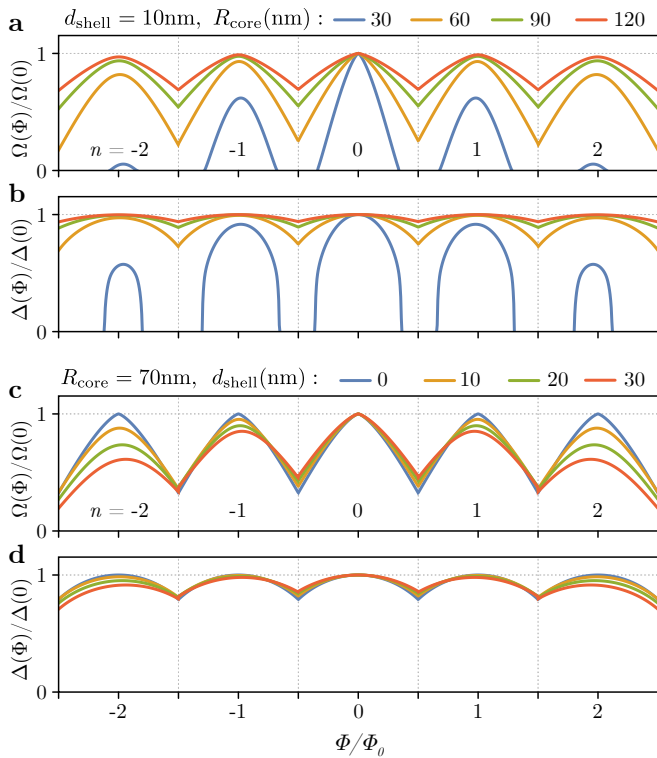 a d_shell = 10nm, R_core(nm) : 30 60 90 120
1
Ω(Φ)/Ω(0)
n = -2 -1 0 1 2
0
b
1
Δ(Φ)/Δ(0)
0
R_core = 70nm, d_shell(nm) : 0 10 20 30
c
1
Ω(Φ)/Ω(0)
n = -2 -1 0 1 2
0
d
1
Δ(Φ)/Δ(0)
0
-2 -1 0 1 2
Φ/Φ₀